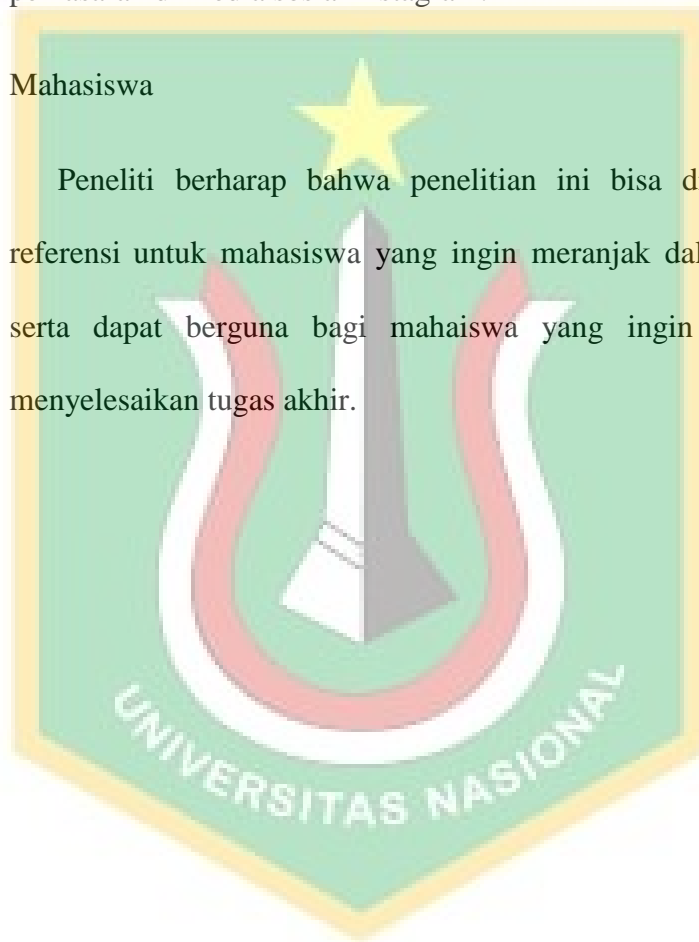 Mahasiswa
Peneliti berharap bahwa penelitian ini bisa
referensi untuk mahasiswa yang ingin meranjak
serta dapat berguna bagi mahaiswa yang ingin
menyelesaikan tugas akhir.
UNIVERSITAS NASIONAL